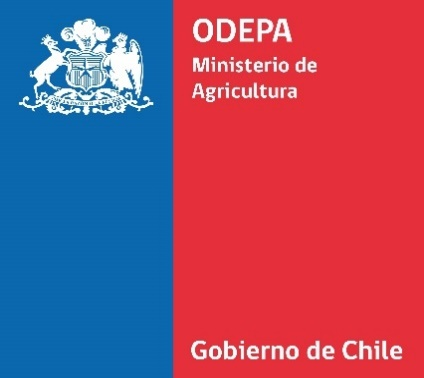 ODEPA
Ministerio de
Agricultura
Gobierno de Chile